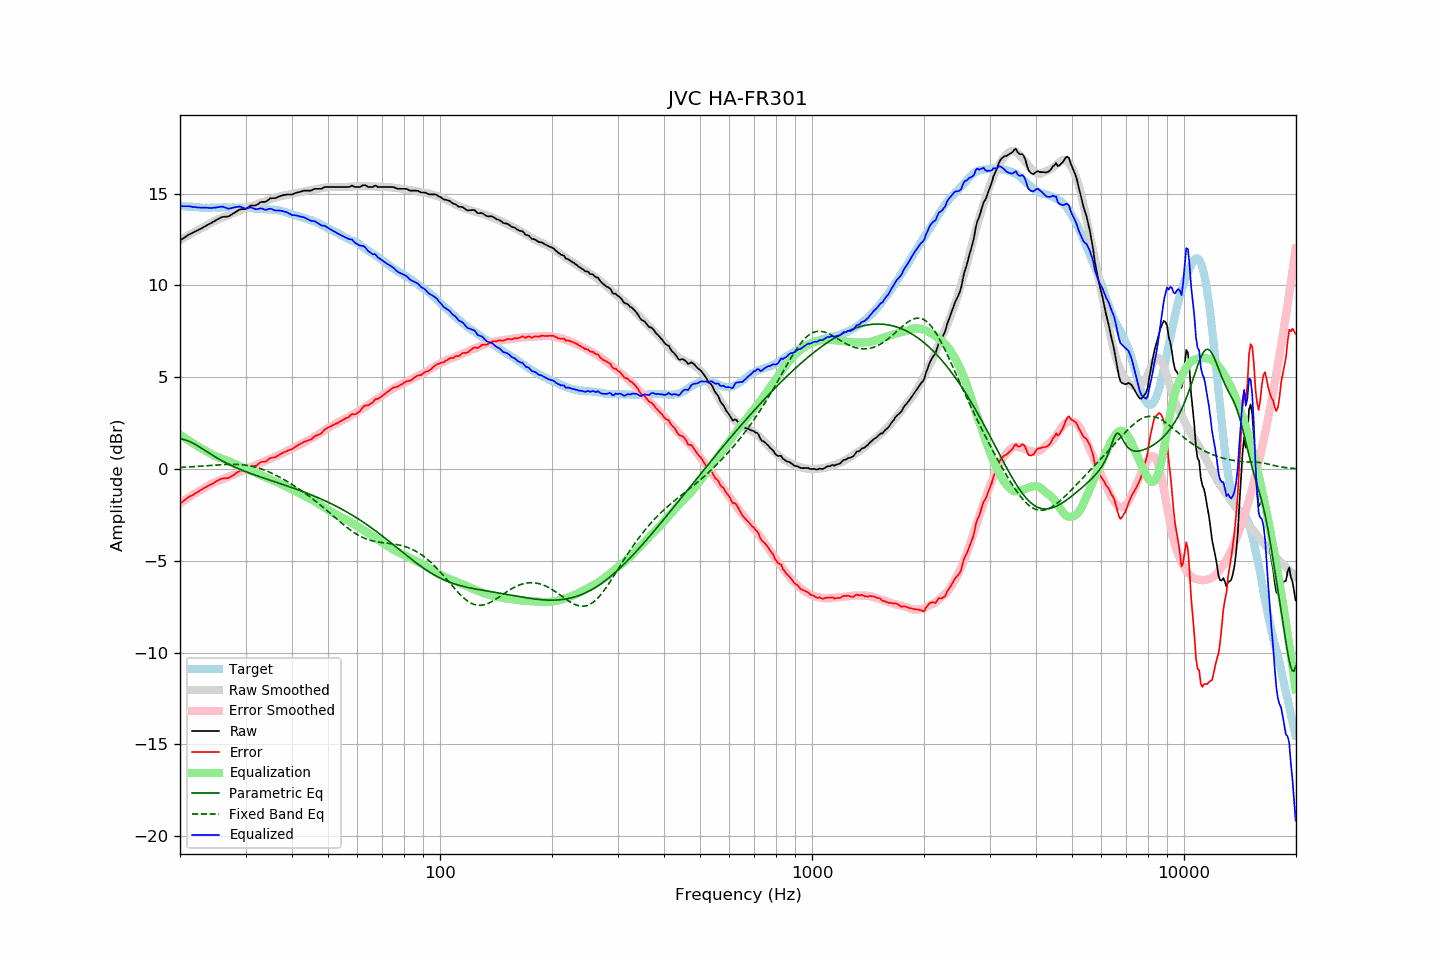 JVC HA-FR301
Amplitude (dBr)
15
10
5
0
−5
−10
−15
−20
Target
Raw Smoothed
Error Smoothed
Raw
Error
Equalization
Parametric Eq
Fixed Band Eq
Equalized
100
1000
10000
Frequency (Hz)